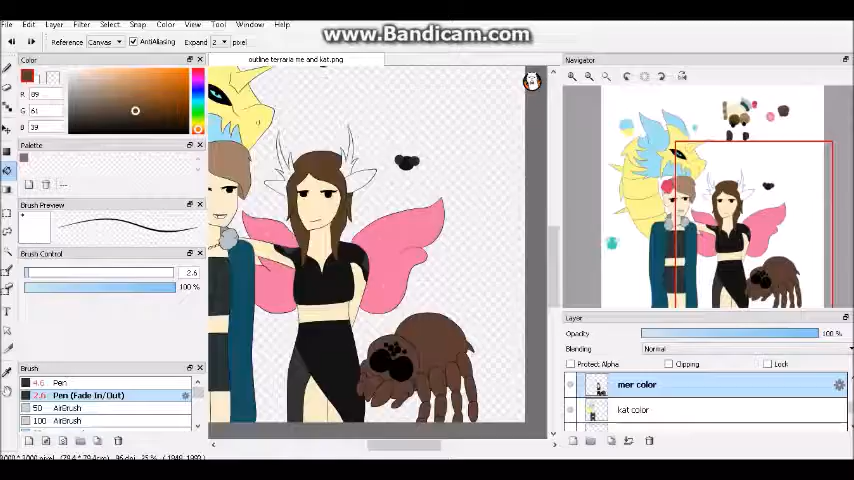 www.Bandicam.com
File Edit Layer Filter Select Snap Color View Tool Window Help
Reference Canvas AntiAliasing Expand 2 pixel
Color
outline terraria me and kat.png
Navigator
R 89
G 61
B 39
Palette
Brush Preview
Brush Control
2.6
100 %
Layer
Opacity 100 %
Blending Normal
Protect Alpha Clipping Lock
mer color
kat color
Brush
4.6 Pen
2.6 Pen (Fade In/Out)
50 AirBrush
100 AirBrush